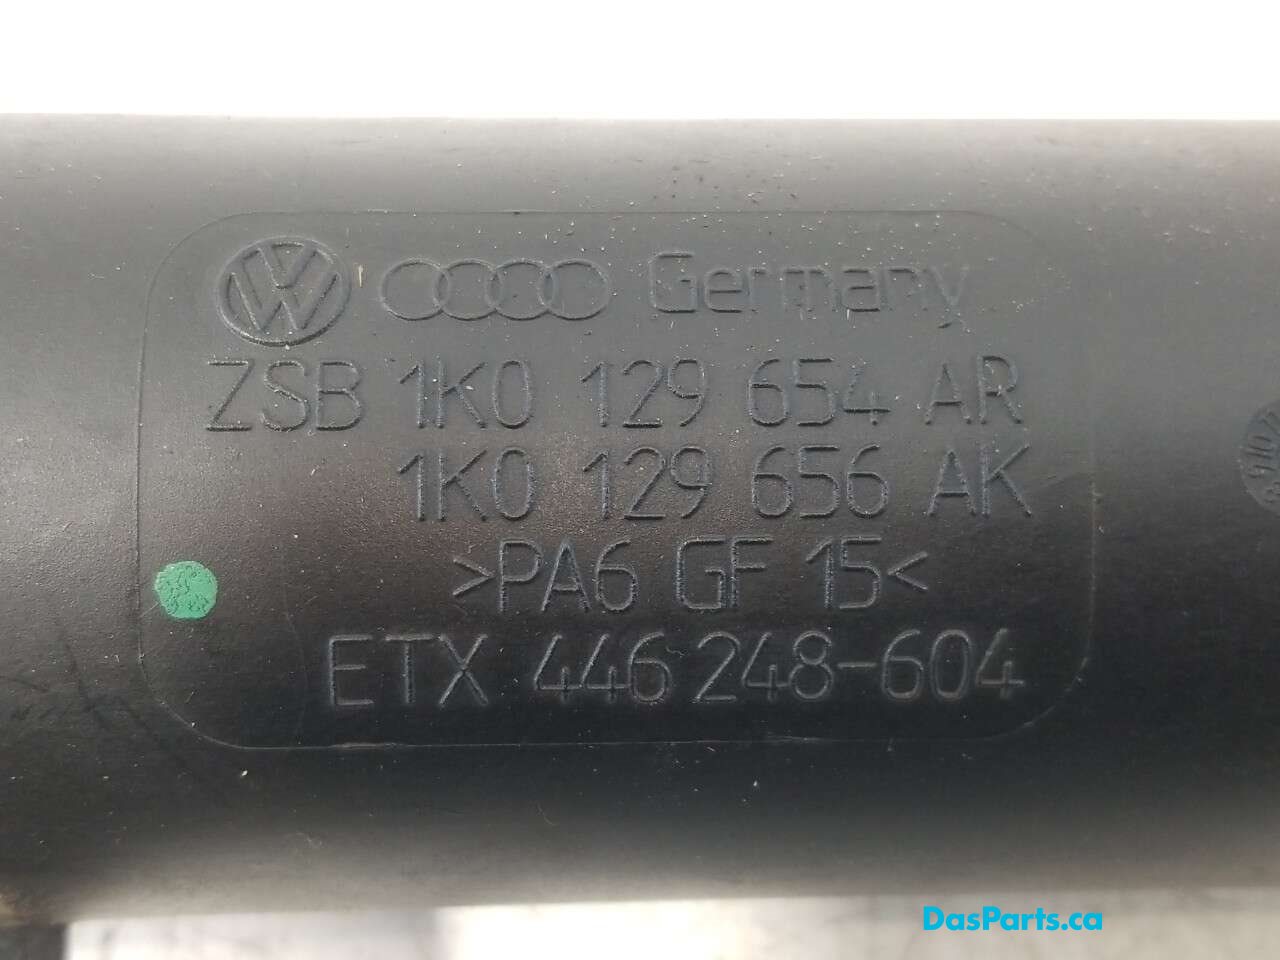 VW Germany
ZSB 1K0 129 654 AR
1K0 129 656 AK
>PA6 GF 15<
ETX 446 248-604
DasParts.ca